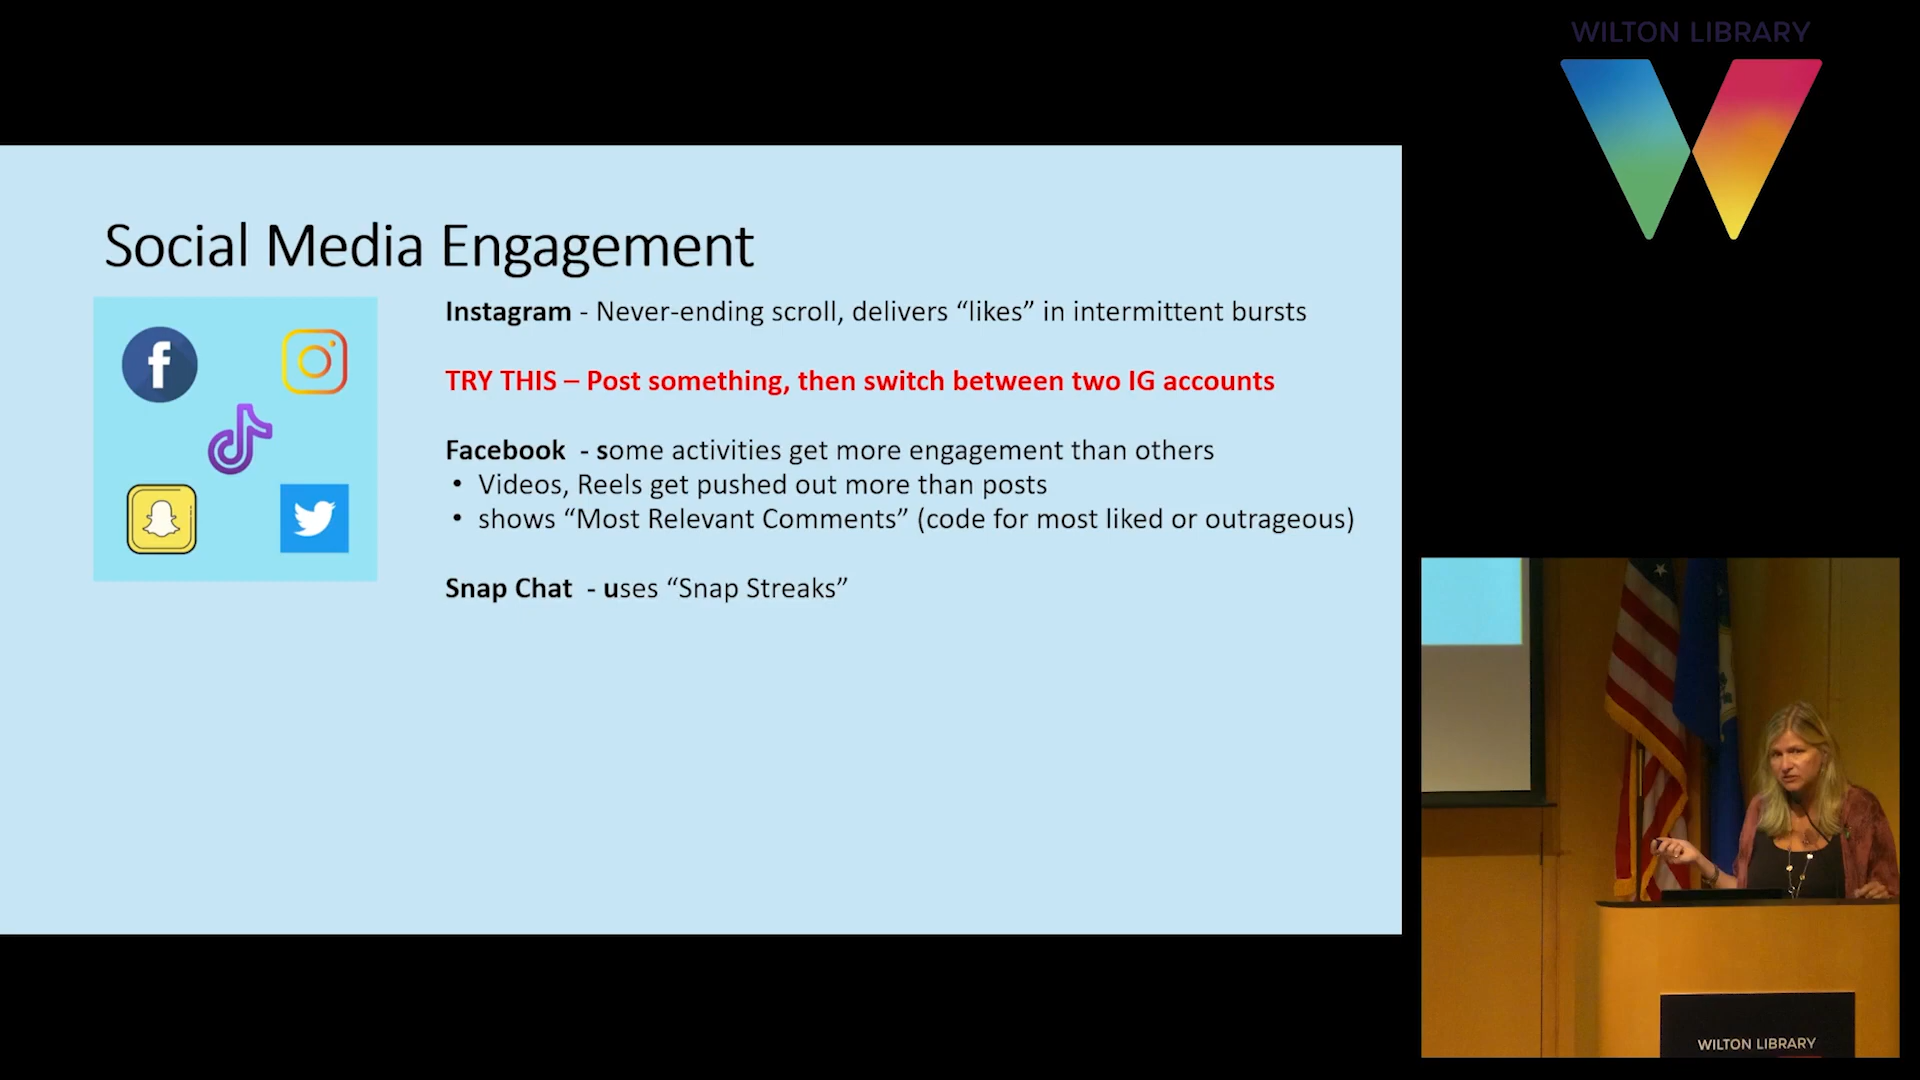 WILTON LIBRARY
Social Media Engagement
Instagram - Never-ending scroll, delivers “likes” in intermittent bursts
TRY THIS – Post something, then switch between two IG accounts
Facebook - some activities get more engagement than others
• Videos, Reels get pushed out more than posts
• shows “Most Relevant Comments” (code for most liked or outrageous)
Snap Chat - uses “Snap Streaks”
WILTON LIBRARY